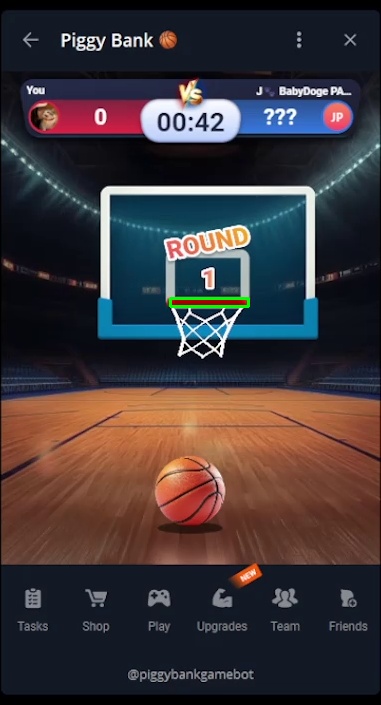 Piggy Bank 🏀
You
VS
J 🐾 BabyDoge PA...
0
00:42
???
JP
ROUND
1
NEW
Tasks
Shop
Play
Upgrades
Team
Friends
@piggybankgamebot